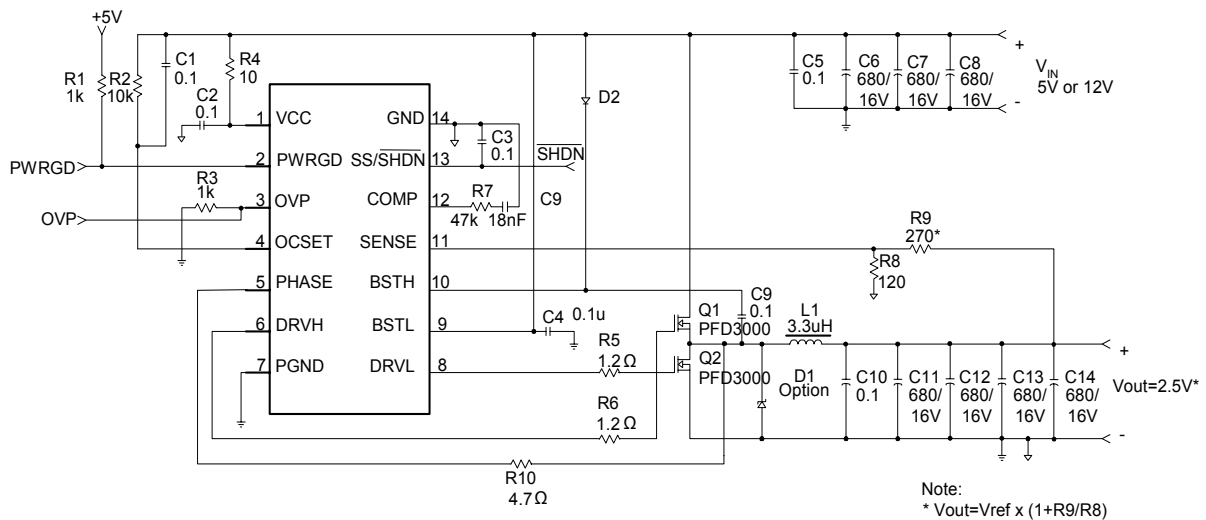 +5V
R1
1k
R2
10k
C1
0.1
R4
10
C2
0.1
PWRGD
OVP
R3
1k
1
VCC
2
PWRGD
3
OVP
4
OCSET
5
PHASE
6
DRVH
7
PGND
GND
14
SS/SHDN
13
COMP
12
SENSE
11
BSTH
10
BSTL
9
DRVL
8
C3
0.1
SHDN
R7
47k
18nF
C9
D2
C5
0.1
C6
680/
16V
C7
680/
16V
C8
680/
16V
+
VIN
5V or 12V
-
R9
270*
R8
120
C4
0.1u
C9
0.1
Q1
PFD3000
Q2
PFD3000
L1
3.3uH
R5
1.2Ω
R6
1.2Ω
R10
4.7Ω
D1
Option
C10
0.1
C11
680/
16V
C12
680/
16V
C13
680/
16V
C14
680/
16V
+
Vout=2.5V*
-
Note:
* Vout=Vref x (1+R9/R8)